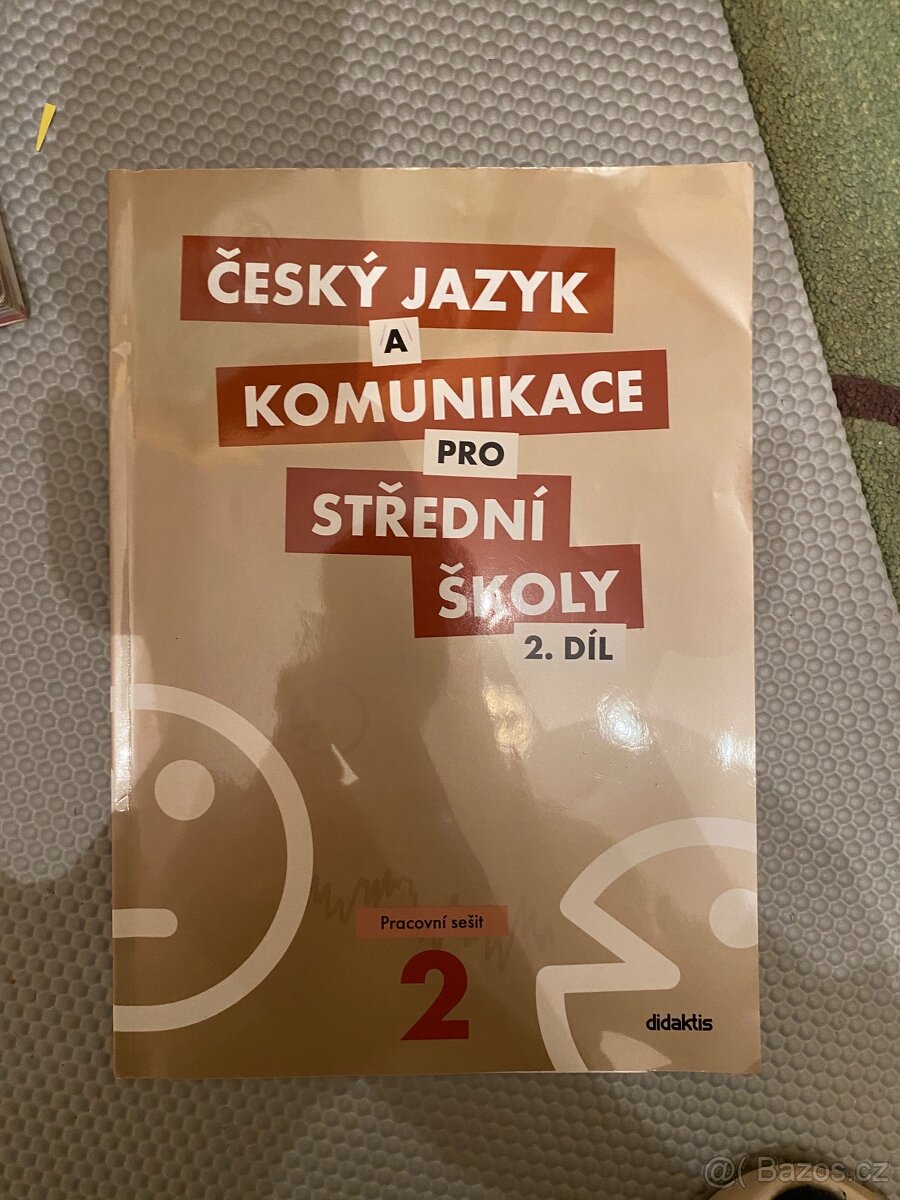 ČESKÝ JAZYK
A
KOMUNIKACE
PRO
STŘEDNÍ
ŠKOLY
2. DÍL
Pracovní sešit
2
didaktis
@( Bazos.cz